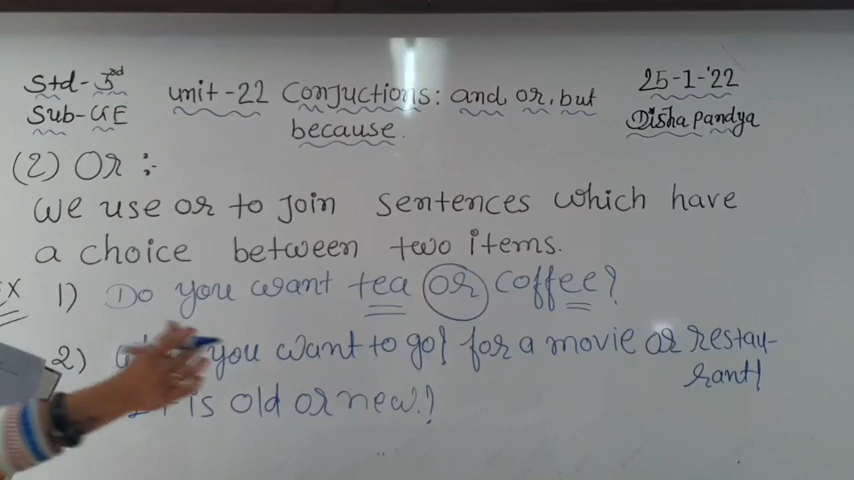 Std-3rd
Sub-GE
unit-22 Conjuctions: and, or, but
because.
25-1-'22
Disha Pandya
(2) Or :-
We use or to join sentences which have
a choice between two items.
Ex 1) Do you want tea or coffee?
2) you want to go? for a movie or restau-
rant?
is old or new.?